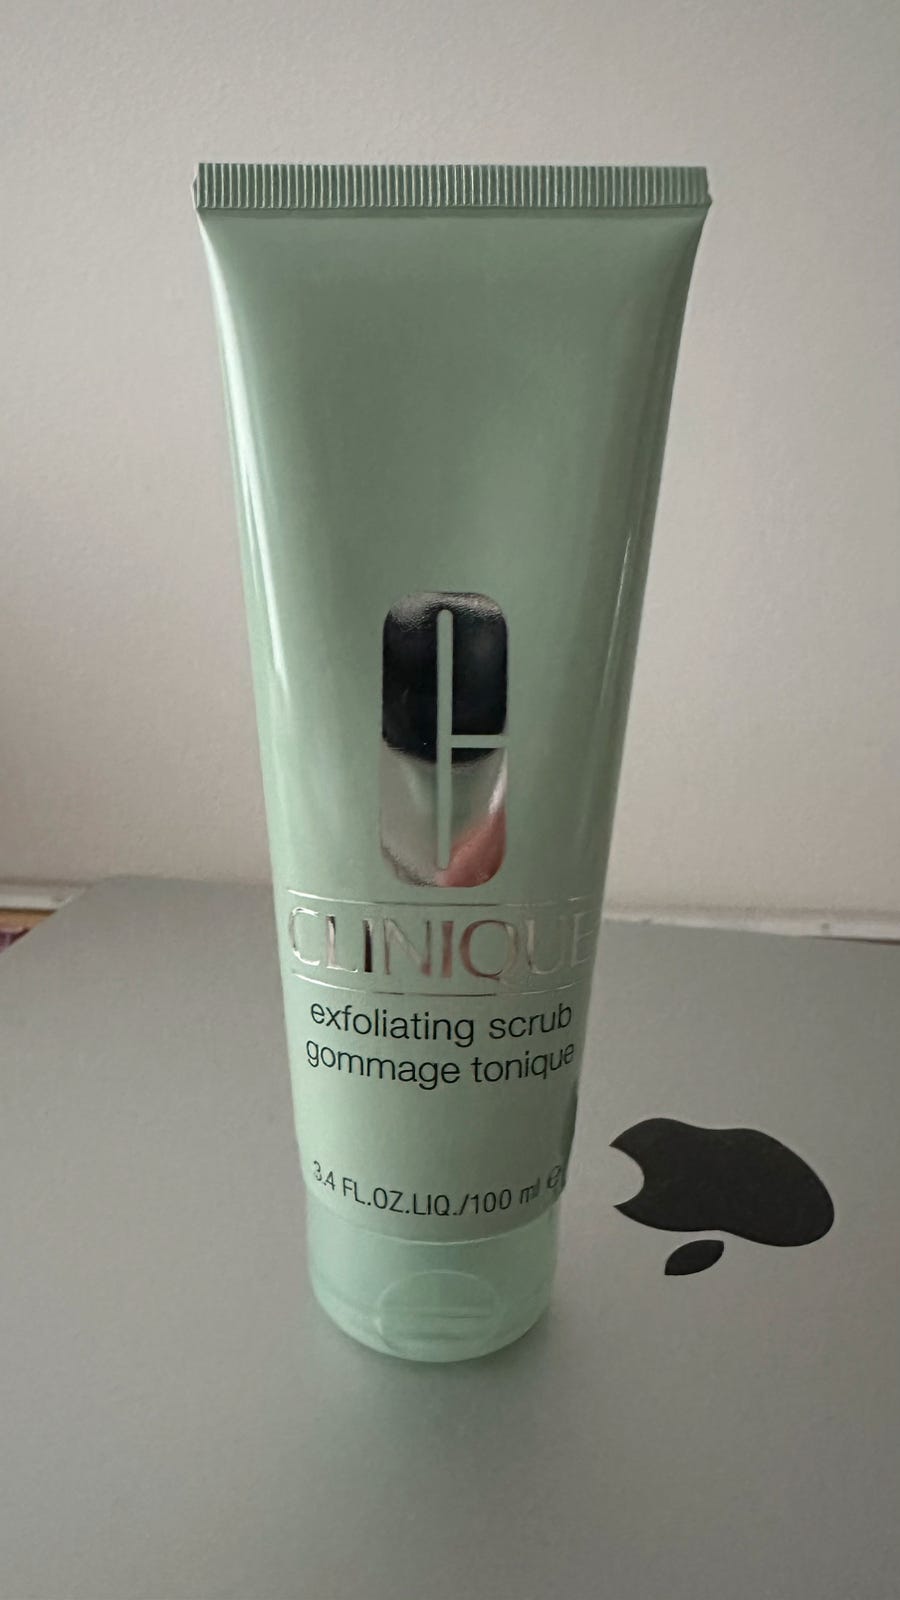 CLINIQUE
exfoliating scrub
gommage tonique
3.4 FL.OZ.LIQ./100 ml ℮